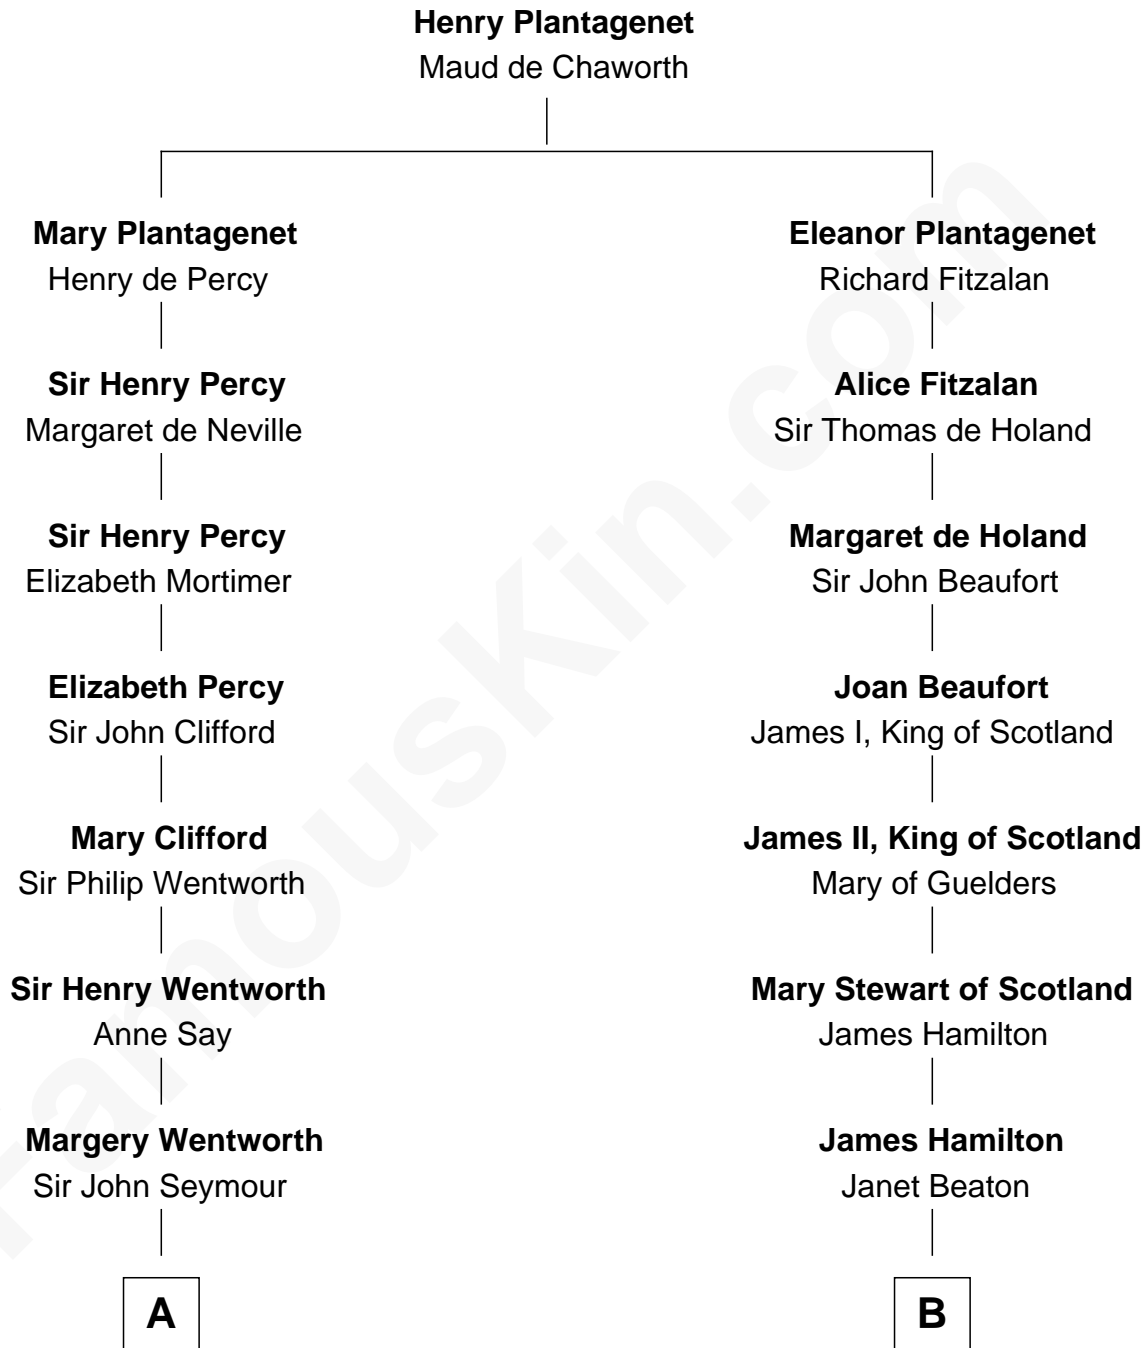 Henry Plantagenet
Maud de Chaworth
Mary Plantagenet
Henry de Percy
Eleanor Plantagenet
Richard Fitzalan
Sir Henry Percy
Margaret de Neville
Alice Fitzalan
Sir Thomas de Holand
Sir Henry Percy
Elizabeth Mortimer
Margaret de Holand
Sir John Beaufort
Elizabeth Percy
Sir John Clifford
Joan Beaufort
James I, King of Scotland
Mary Clifford
Sir Philip Wentworth
James II, King of Scotland
Mary of Guelders
Sir Henry Wentworth
Anne Say
Mary Stewart of Scotland
James Hamilton
Margery Wentworth
Sir John Seymour
James Hamilton
Janet Beaton
A
B
FamousKin.com